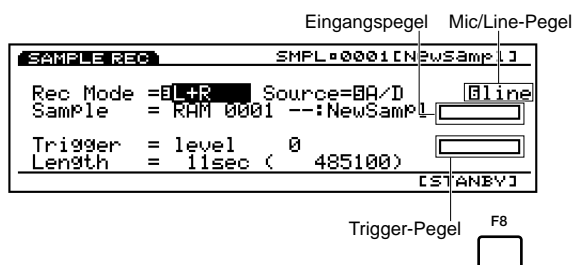 Eingangspegel Mic/Line-Pegel
SAMPLE REC SMPL:0001[NewSampl]
Rec Mode =L+R Source=A/D line
Sample = RAM 0001 --:NewSampl
Trigger = level 0
Length = 11sec ( 485100)
[STANDBY]
Trigger-Pegel F8